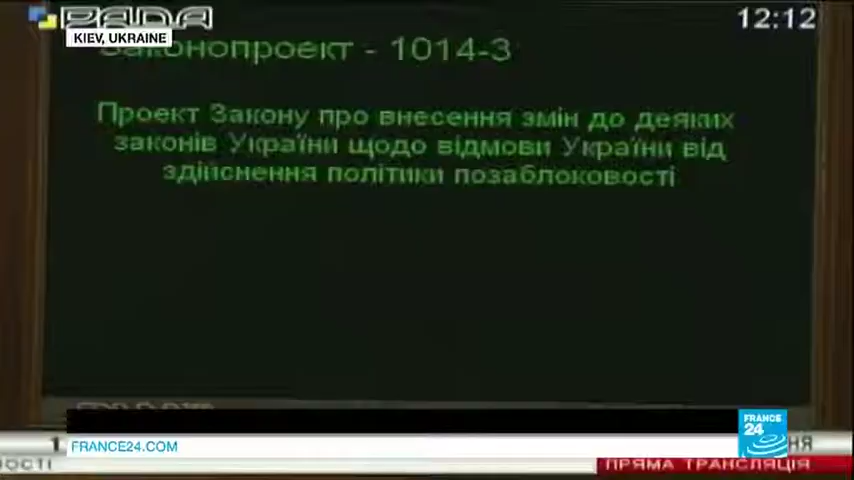 РАДА
12:12
KIEV, UKRAINE
Законопроект - 1014-3
Проект Закону про внесення змін до деяких
законів України щодо відмови України від
здійснення політики позаблоковості
FRANCE 24
FRANCE24.COM
ПРЯМА ТРАНСЛЯЦІЯ